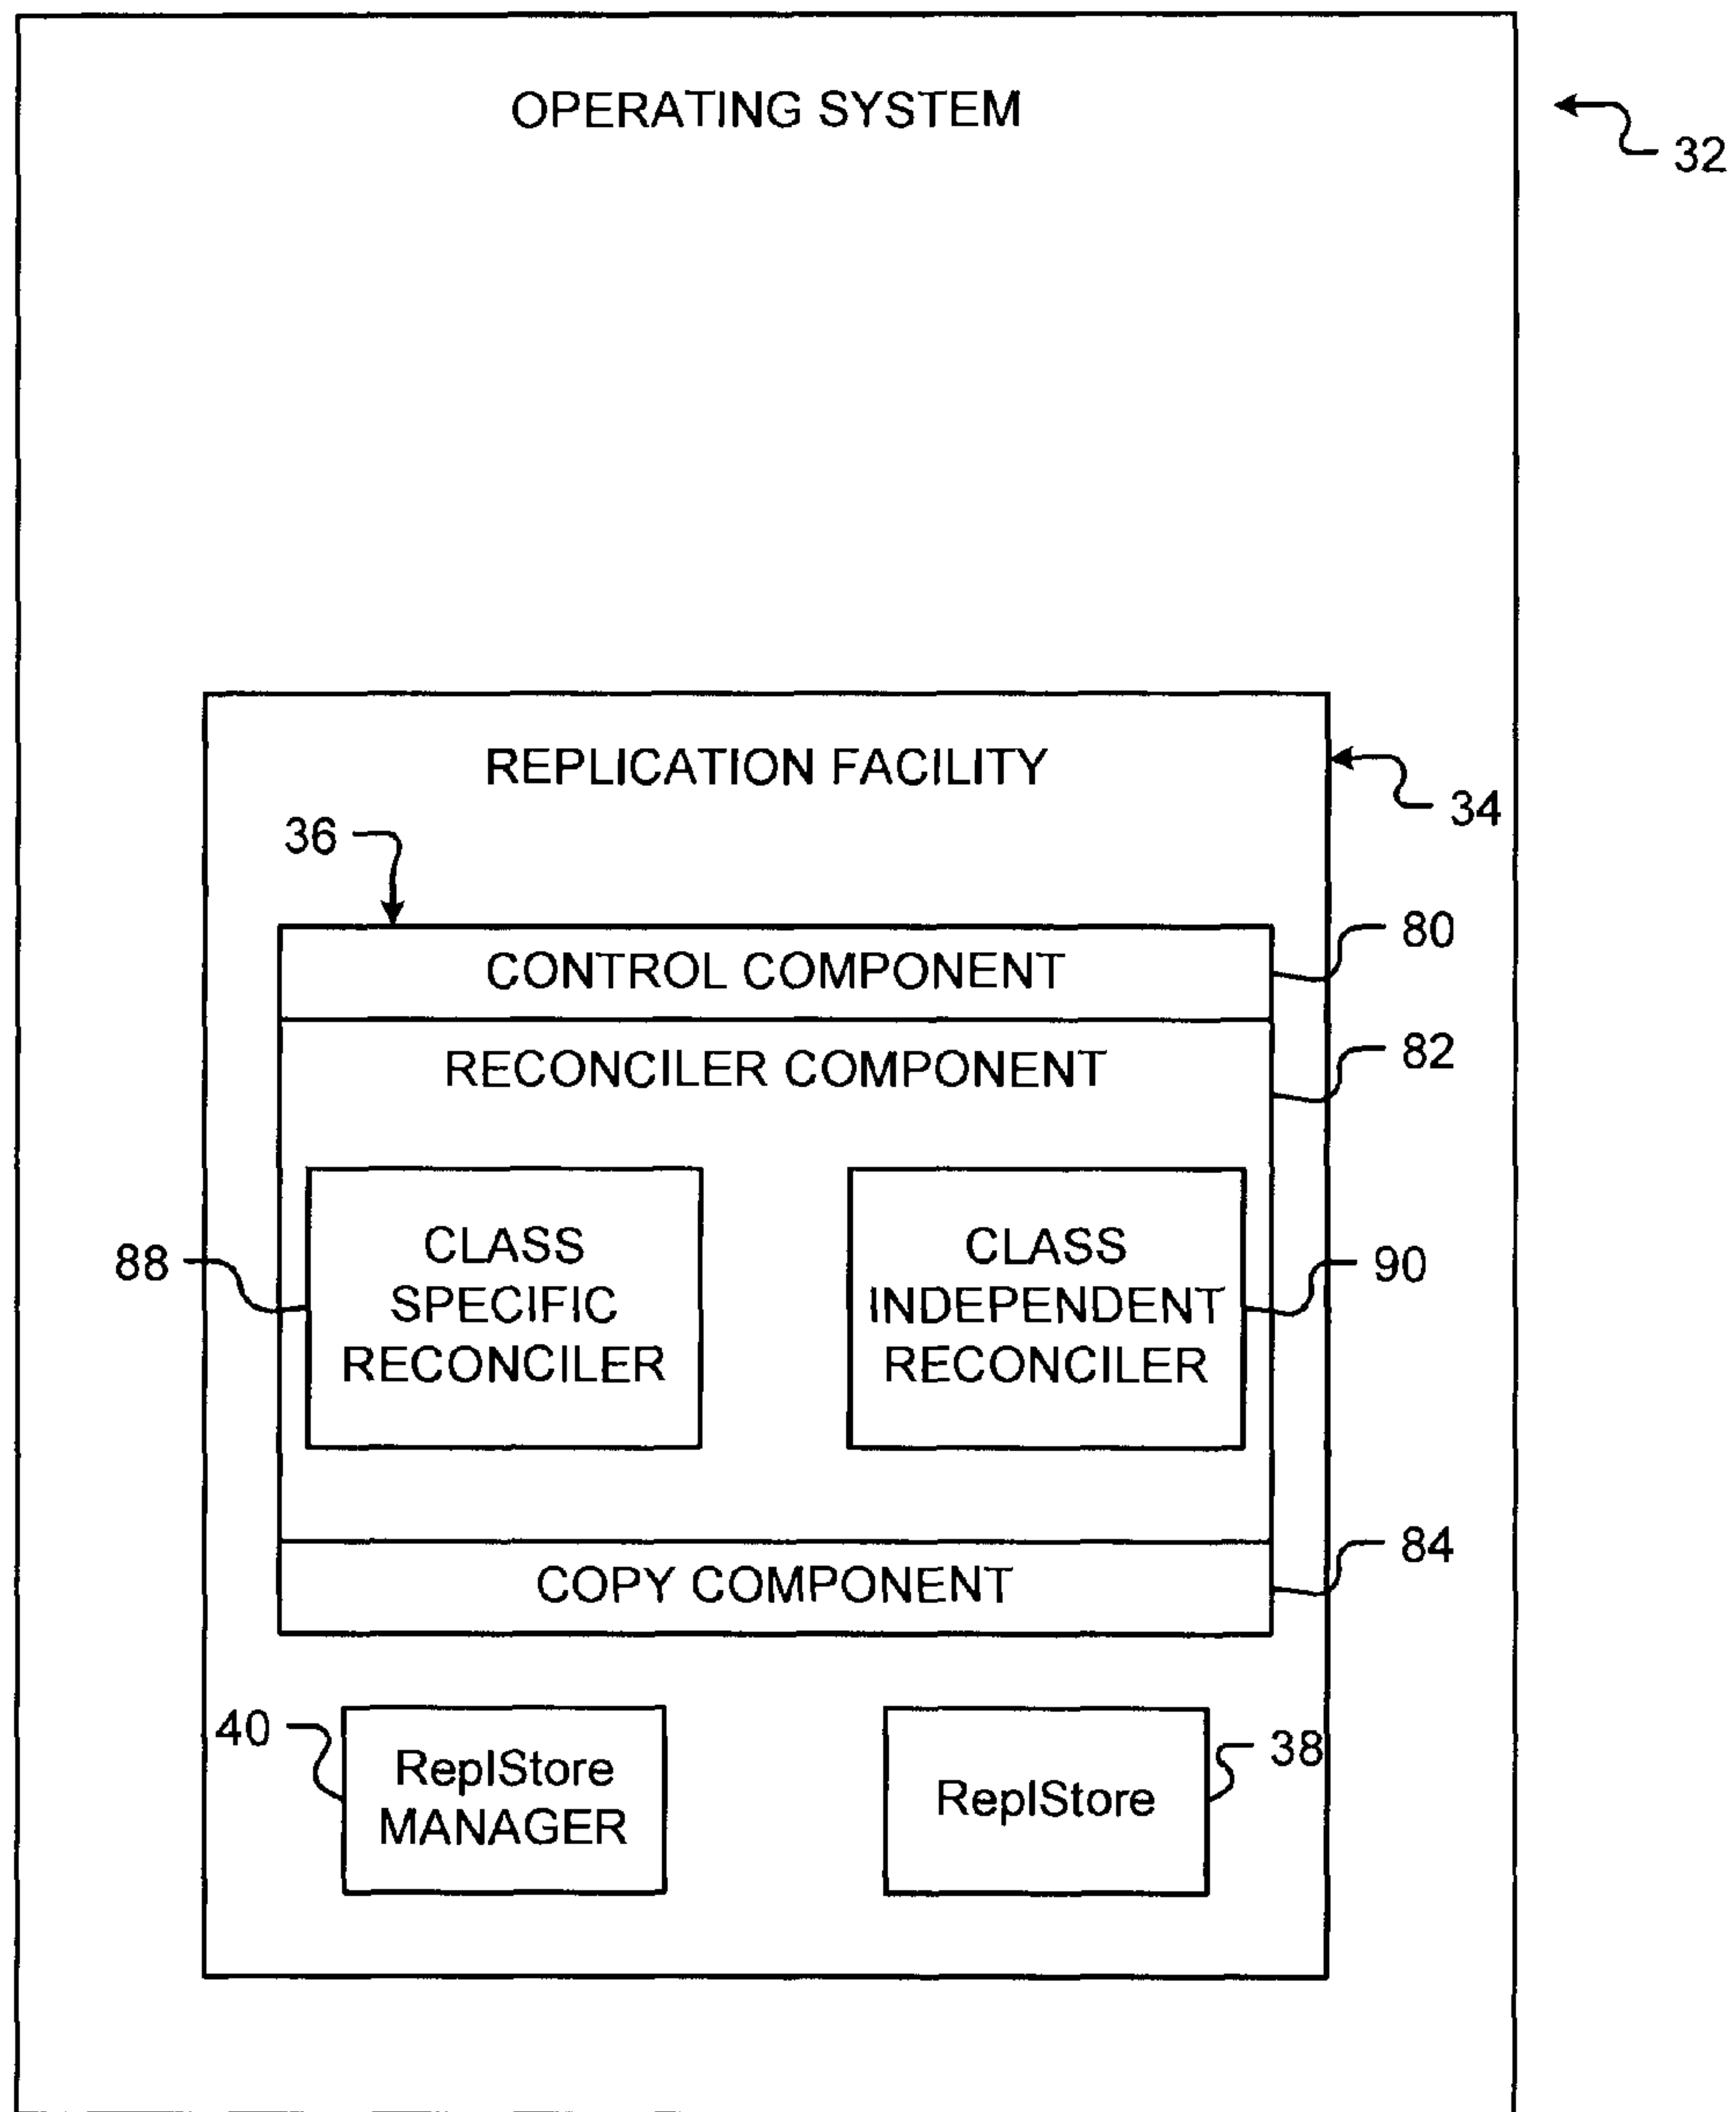 OPERATING SYSTEM
32
REPLICATION FACILITY
34
36
CONTROL COMPONENT
80
RECONCILER COMPONENT
82
88
CLASS
SPECIFIC
RECONCILER
CLASS
INDEPENDENT
RECONCILER
90
COPY COMPONENT
84
40
ReplStore
MANAGER
ReplStore
38